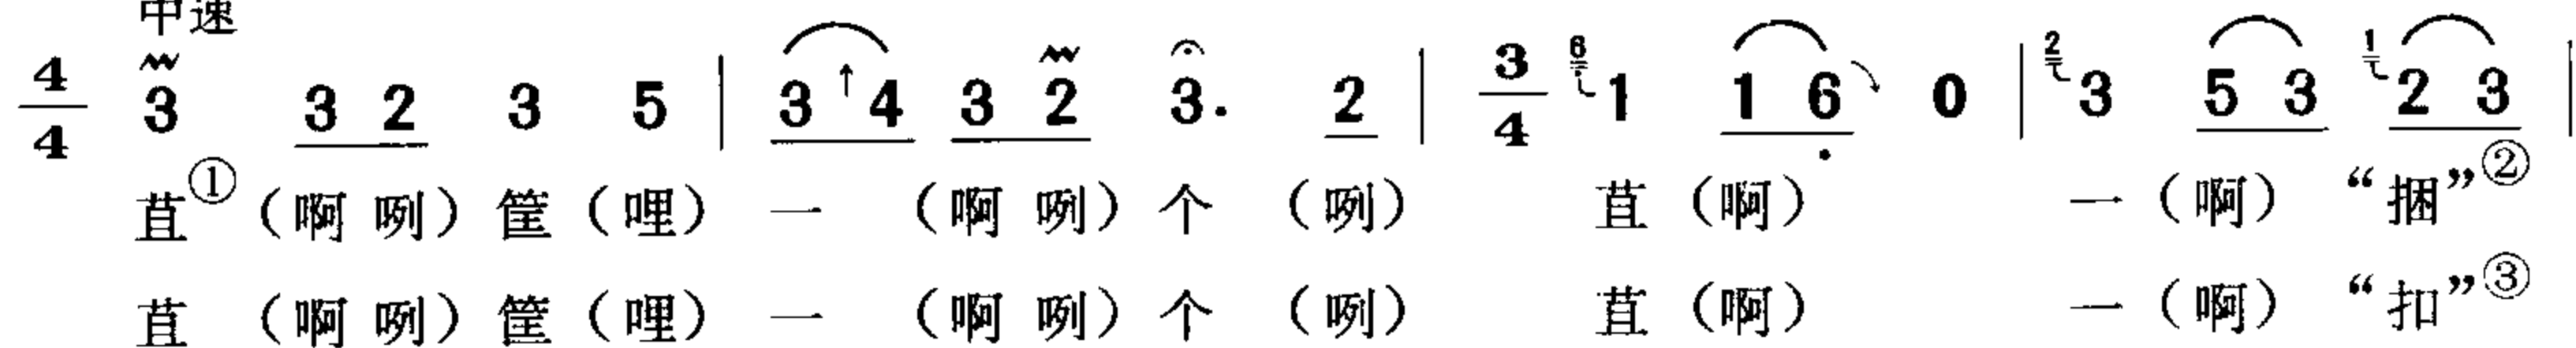 中速
4/4 3 3 2 3 5 | 3 ↑4 3 2 3. 2 | 3/4 6 1 1 6 0 | 2 3 5 3 1 2 3 |
苴①（啊 咧）筐（哩）一（啊 咧）个（咧）苴（啊）一（啊）“捆”②
苴（啊 咧）筐（哩）一（啊 咧）个（咧）苴（啊）一（啊）“扣”③